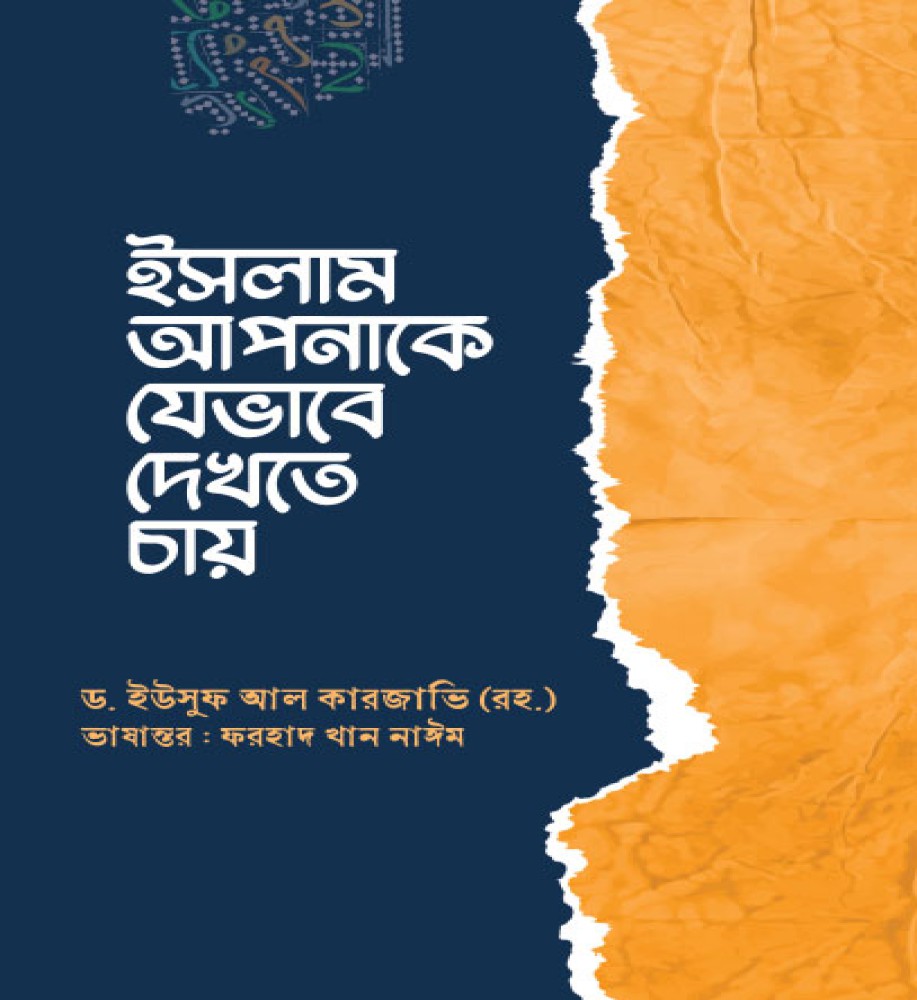 ইসলাম
আপনাকে
যেভাবে
দেখতে
চায়
ড. ইউসুফ আল কারজাভি (রহ.)
ভাষান্তর : ফরহাদ খান নাঈম